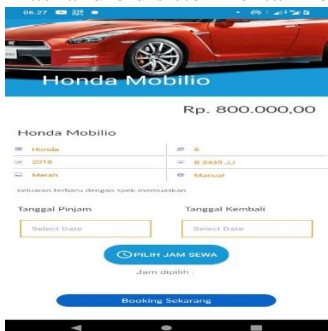 06.27
Honda Mobilio
Rp. 800.000,00
Honda Mobilio
Honda 6
2018 B 3435 JJ
Merah Manual
keluaran terbaru dengan spek memuaskan
Tanggal Pinjam Tanggal Kembali
Select Date Select Date
PILIH JAM SEWA
Jam dipilih :
Booking Sekarang